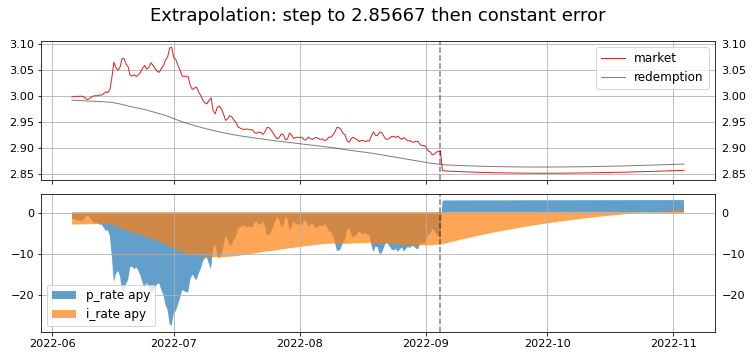 Extrapolation: step to 2.85667 then constant error
3.10 3.10
3.05 3.05
3.00 3.00
2.95 2.95
2.90 2.90
2.85 2.85
market
redemption
0 0
−10 −10
−20 −20
p_rate apy
i_rate apy
2022-06 2022-07 2022-08 2022-09 2022-10 2022-11